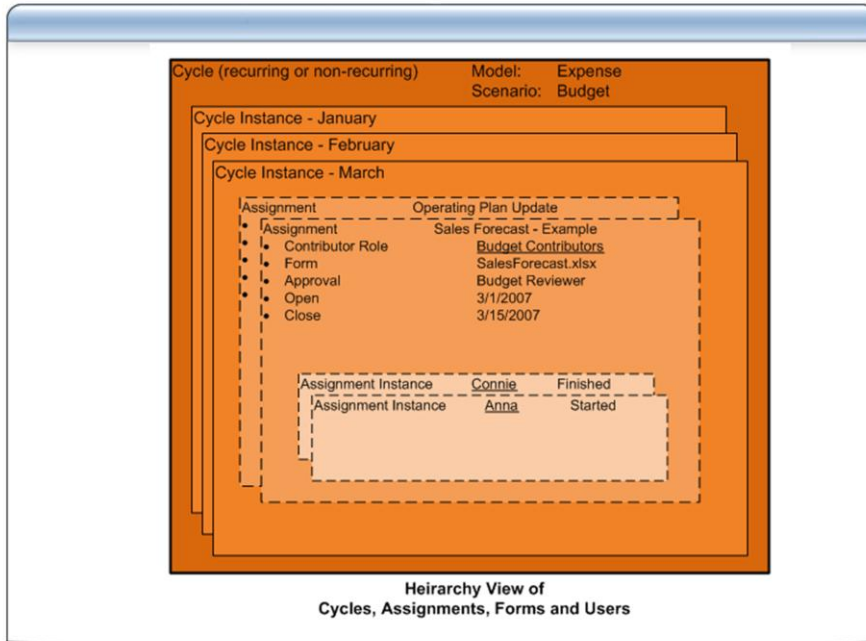 Cycle (recurring or non-recurring) Model: Expense
Scenario: Budget
Cycle Instance - January
Cycle Instance - February
Cycle Instance - March
Assignment Operating Plan Update
Assignment Sales Forecast - Example
• Contributor Role Budget Contributors
• Form SalesForecast.xlsx
• Approval Budget Reviewer
• Open 3/1/2007
• Close 3/15/2007
Assignment Instance Connie Finished
Assignment Instance Anna Started
Heirarchy View of
Cycles, Assignments, Forms and Users